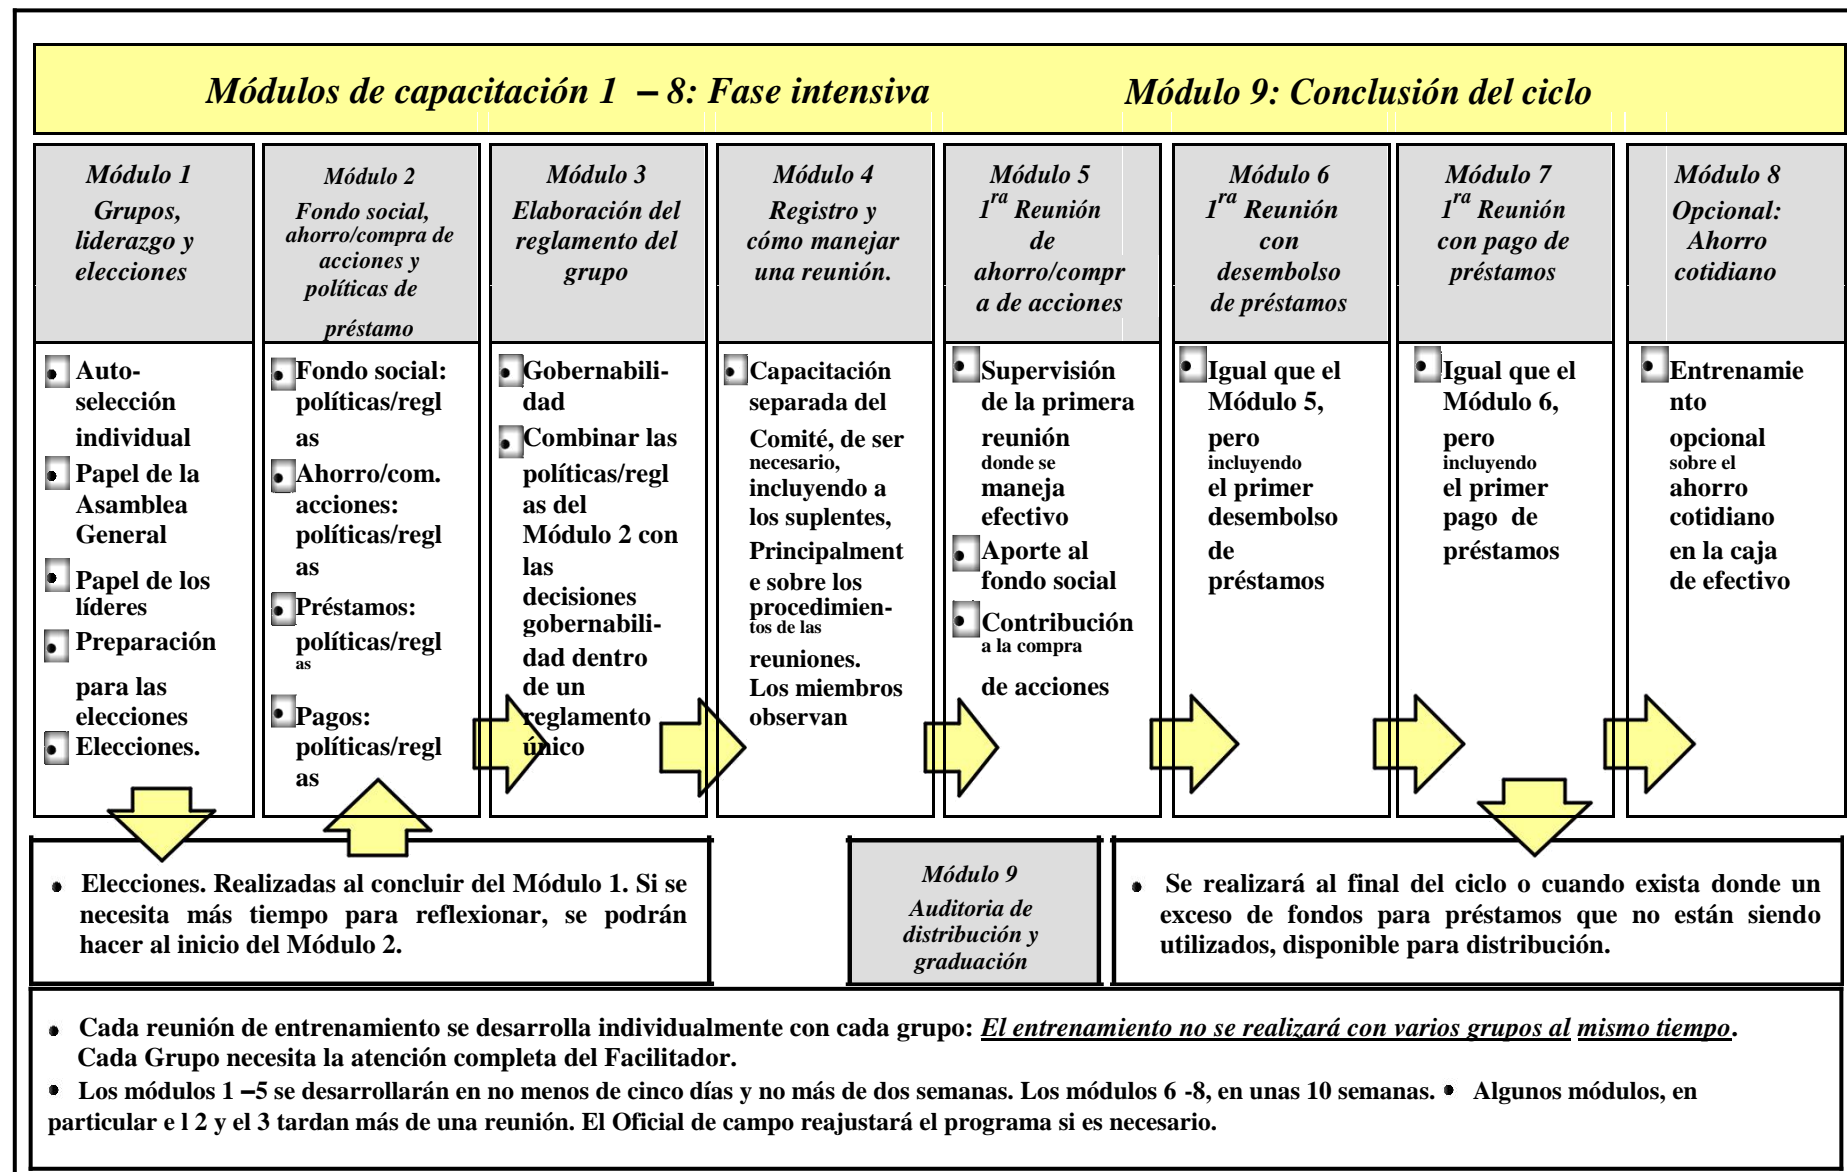 Módulos de capacitación 1 – 8: Fase intensiva
Módulo 9: Conclusión del ciclo
Módulo 1
Grupos,
liderazgo y
elecciones
Módulo 2
Fondo social,
ahorro/compra de
acciones y
políticas de
préstamo
Módulo 3
Elaboración del
reglamento del
grupo
Módulo 4
Registro y
cómo manejar
una reunión.
Módulo 5
1ra Reunión
de
ahorro/compr
a de acciones
Módulo 6
1ra Reunión
con
desembolso
de préstamos
Módulo 7
1ra Reunión
con pago de
préstamos
Módulo 8
Opcional:
Ahorro
cotidiano
• Auto-
selección
individual
• Papel de la
Asamblea
General
• Papel de los
líderes
• Preparación
para las
elecciones
• Elecciones.
• Fondo social:
políticas/regl
as
• Ahorro/com.
acciones:
políticas/regl
as
• Préstamos:
políticas/regl
as
• Pagos:
políticas/regl
as
• Gobernabili-
dad
• Combinar las
políticas/regl
as del
Módulo 2 con
las
decisiones
gobernabili-
dad dentro
de un
reglamento
único
• Capacitación
separada del
Comité, de ser
necesario,
incluyendo a
los suplentes,
Principalment
e sobre los
procedimien-
tos de las
reuniones.
Los miembros
observan
• Supervisión
de la primera
reunión
donde se
maneja
efectivo
• Aporte al
fondo social
• Contribución
a la compra
de acciones
• Igual que el
Módulo 5,
pero
incluyendo
el primer
desembolso
de
préstamos
• Igual que el
Módulo 6,
pero
incluyendo
el primer
pago de
préstamos
• Entrenamie
nto
opcional
sobre el
ahorro
cotidiano
en la caja
de efectivo
• Elecciones. Realizadas al concluir del Módulo 1. Si se
necesita más tiempo para reflexionar, se podrán
hacer al inicio del Módulo 2.
Módulo 9
Auditoria de
distribución y
graduación
• Se realizará al final del ciclo o cuando exista donde un
exceso de fondos para préstamos que no están siendo
utilizados, disponible para distribución.
• Cada reunión de entrenamiento se desarrolla individualmente con cada grupo: El entrenamiento no se realizará con varios grupos al mismo tiempo.
Cada Grupo necesita la atención completa del Facilitador.
• Los módulos 1 –5 se desarrollarán en no menos de cinco días y no más de dos semanas. Los módulos 6 -8, en unas 10 semanas. • Algunos módulos, en
particular e l 2 y el 3 tardan más de una reunión. El Oficial de campo reajustará el programa si es necesario.